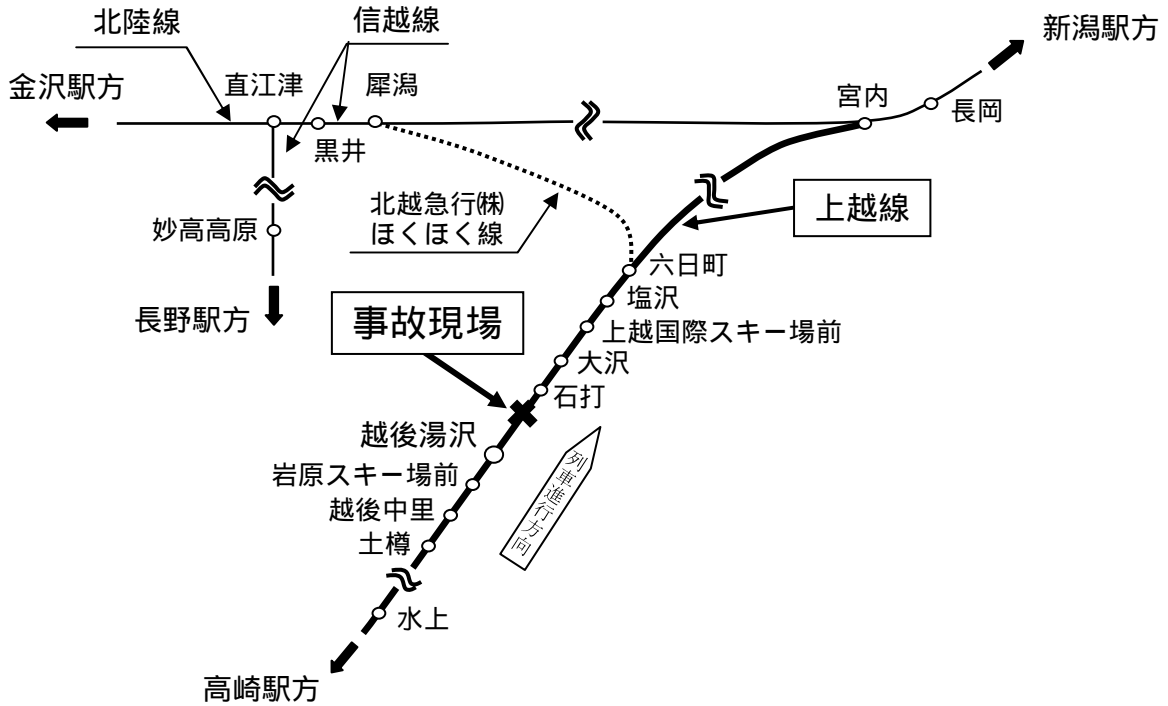 北陸線
信越線
新潟駅方
金沢駅方
直江津
犀潟
宮内
長岡
黒井
北越急行㈱
ほくほく線
上越線
妙高高原
六日町
長野駅方
塩沢
事故現場
上越国際スキー場前
大沢
石打
越後湯沢
岩原スキー場前
列車進行方向
越後中里
土樽
水上
高崎駅方